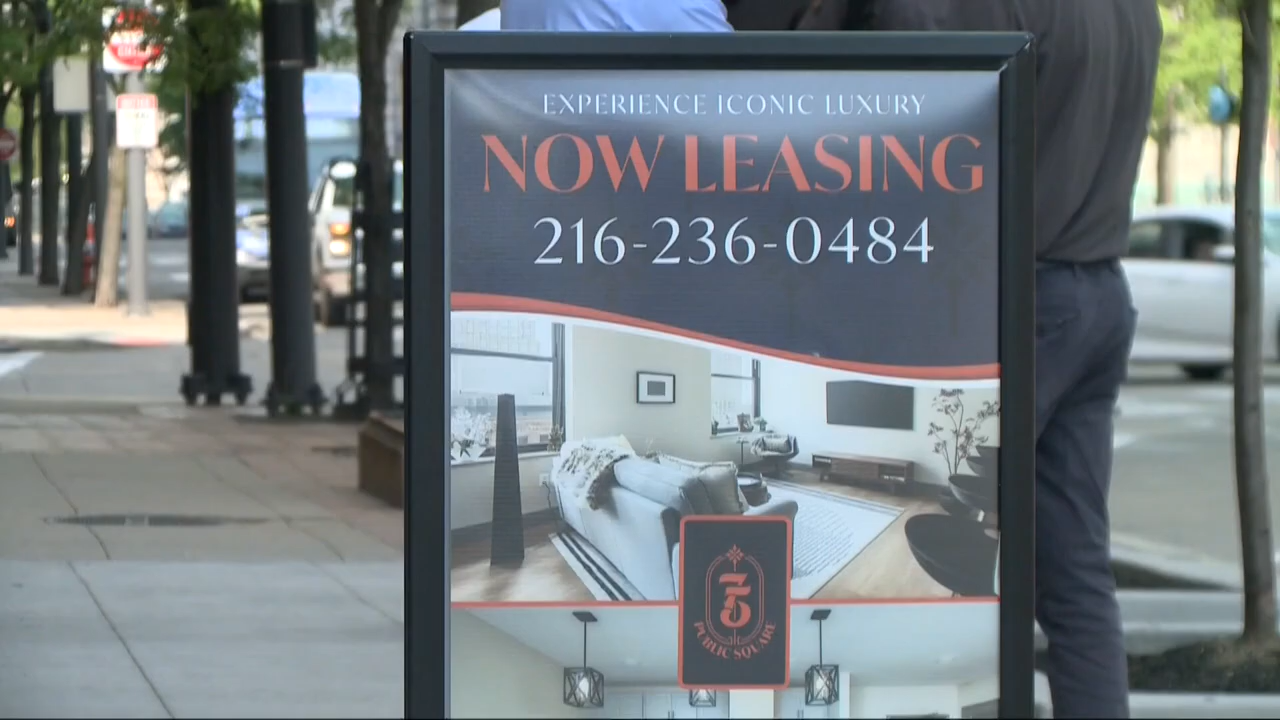 EXPERIENCE ICONIC LUXURY
NOW LEASING
216-236-0484
75
PUBLIC SQUARE